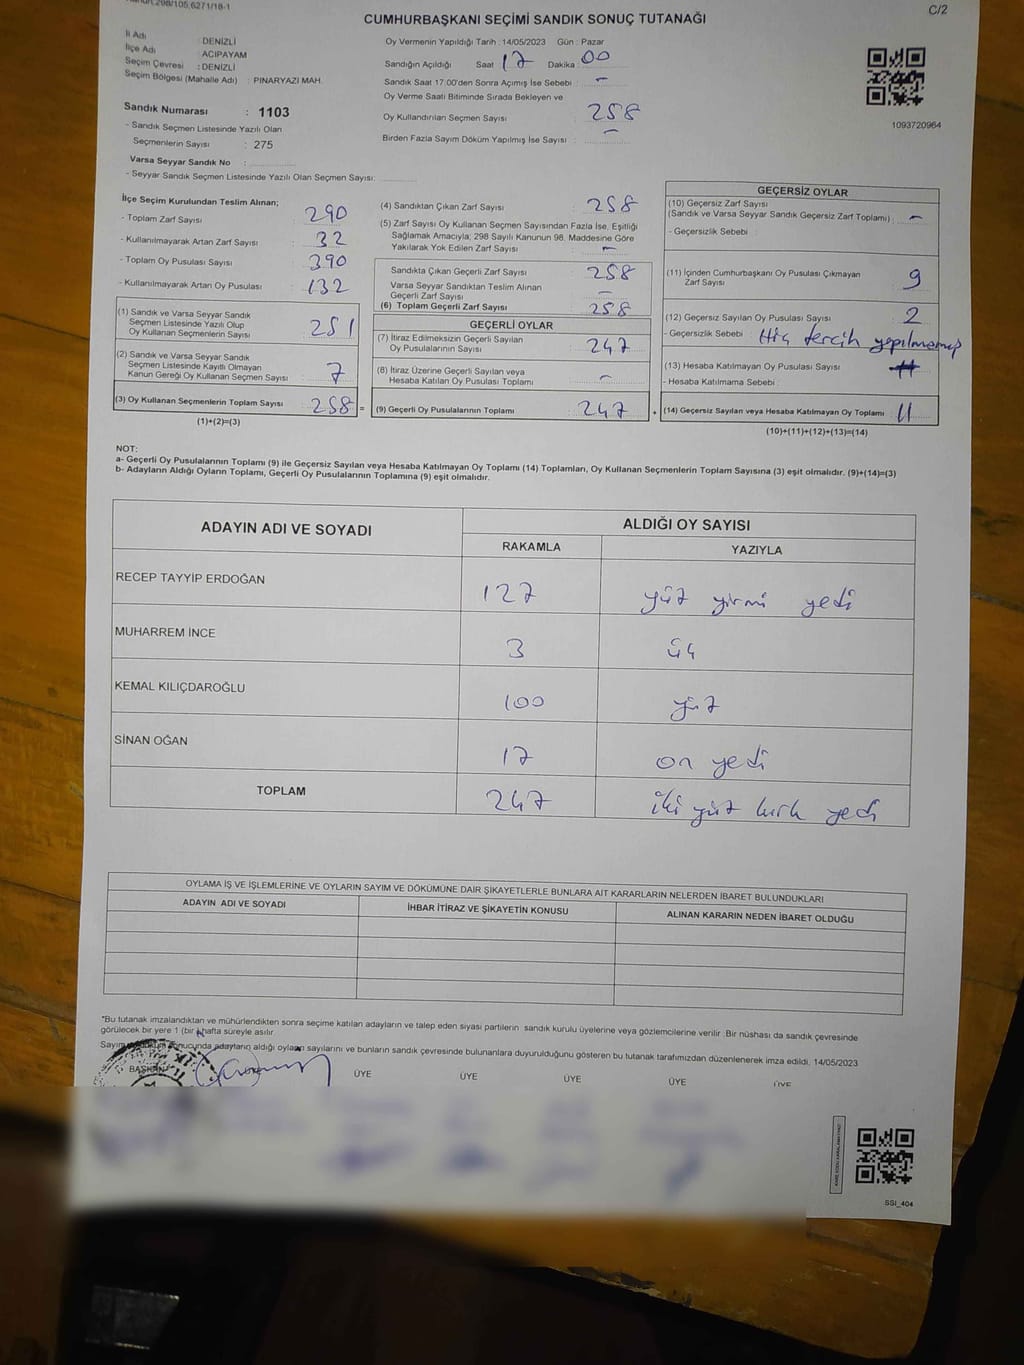 C/2
CUMHURBAŞKANI SEÇİMİ SANDIK SONUÇ TUTANAĞI
İl Adı : DENİZLİ
İlçe Adı : ACIPAYAM
Seçim Çevresi : DENİZLİ
Seçim Bölgesi (Mahalle Adı) : PINARYAZI MAH.
Sandık Numarası : 1103
- Sandık Seçmen Listesinde Yazılı Olan
Seçmenlerin Sayısı : 275
Varsa Seyyar Sandık No :
- Seyyar Sandık Seçmen Listesinde Yazılı Olan Seçmen Sayısı:
Oy Vermenin Yapıldığı Tarih : 14/05/2023 Gün : Pazar
Sandığın Açıldığı Saat 17 Dakika : 00
Sandık Saat 17:00'den Sonra Açımış İse Sebebi : -
Oy Verme Saati Bitiminde Sırada Bekleyen ve
Oy Kullandırılan Seçmen Sayısı : 258
Birden Fazla Sayım Döküm Yapılmış İse Sayısı : -
1093720964
İlçe Seçim Kurulundan Teslim Alınan;
- Toplam Zarf Sayısı : 290
- Kullanılmayarak Artan Zarf Sayısı : 32
- Toplam Oy Pusulası Sayısı : 390
- Kullanılmayarak Artan Oy Pusulası : 132
(1) Sandık ve Varsa Seyyar Sandık
Seçmen Listesinde Yazılı Olup
Oy Kullanan Seçmenlerin Sayısı : 251
(2) Sandık ve Varsa Seyyar Sandık
Seçmen Listesinde Kayıtlı Olmayan
Kanun Gereği Oy Kullanan Seçmen Sayısı : 7
(3) Oy Kullanan Seçmenlerin Toplam Sayısı : 258 =
(1)+(2)=(3)
(4) Sandıktan Çıkan Zarf Sayısı : 258
(5) Zarf Sayısı Oy Kullanan Seçmen Sayısından Fazla İse, Eşitliği
Sağlamak Amacıyla; 298 Sayılı Kanunun 98. Maddesine Göre
Yakılarak Yok Edilen Zarf Sayısı : -
Sandıkta Çıkan Geçerli Zarf Sayısı : 258
Varsa Seyyar Sandıktan Teslim Alınan
Geçerli Zarf Sayısı : -
(6) Toplam Geçerli Zarf Sayısı : 258
GEÇERLİ OYLAR
(7) İtiraz Edilmeksizin Geçerli Sayılan
Oy Pusulalarının Sayısı : 247
(8) İtiraz Üzerine Geçerli Sayılan veya
Hesaba Katılan Oy Pusulası Toplamı : -
(9) Geçerli Oy Pusulalarının Toplamı : 247 +
GEÇERSİZ OYLAR
(10) Geçersiz Zarf Sayısı
(Sandık ve Varsa Seyyar Sandık Geçersiz Zarf Toplamı) : -
- Geçersizlik Sebebi :
(11) İçinden Cumhurbaşkanı Oy Pusulası Çıkmayan
Zarf Sayısı : 9
(12) Geçersiz Sayılan Oy Pusulası Sayısı : 2
- Geçersizlik Sebebi : Hiç tercih yapılmamış
(13) Hesaba Katılmayan Oy Pusulası Sayısı :
- Hesaba Katılmama Sebebi :
(14) Geçersiz Sayılan veya Hesaba Katılmayan Oy Toplamı : 11
(10)+(11)+(12)+(13)=(14)
NOT:
a- Geçerli Oy Pusulalarının Toplamı (9) ile Geçersiz Sayılan veya Hesaba Katılmayan Oy Toplamı (14) Toplamları, Oy Kullanan Seçmenlerin Toplam Sayısına (3) eşit olmalıdır. (9)+(14)=(3)
b- Adayların Aldığı Oyların Toplamı, Geçerli Oy Pusulalarının Toplamına (9) eşit olmalıdır.
ADAYIN ADI VE SOYADI ALDIĞI OY SAYISI
RAKAMLA YAZIYLA
RECEP TAYYİP ERDOĞAN 127 yüz yirmi yedi
MUHARREM İNCE 3 üç
KEMAL KILIÇDAROĞLU 100 yüz
SİNAN OĞAN 17 on yedi
TOPLAM 247 iki yüz kırk yedi
OYLAMA İŞ VE İŞLEMLERİNE VE OYLARIN SAYIM VE DÖKÜMÜNE DAİR ŞİKAYETLERLE BUNLARA AİT KARARLARIN NELERDEN İBARET BULUNDUKLARI
ADAYIN ADI VE SOYADI İHBAR İTİRAZ VE ŞİKAYETİN KONUSU ALINAN KARARIN NEDEN İBARET OLDUĞU
"Bu tutanak imzalandıktan ve mühürlendikten sonra seçime katılan adayların ve talep eden siyasi partilerin sandık kurulu üyelerine veya gözlemcilerine verilir .Bir nüshası da sandık çevresinde
görülecek bir yere 1 (bir) hafta süreyle asılır.
Sayım adayların aldığı oyların sayılarını ve bunların sandık çevresinde bulunanlara duyurulduğunu gösteren bu tutanak tarafımızdan düzenlenerek imza edildi. 14/05/2023
BAŞKAN ÜYE ÜYE ÜYE ÜYE ÜYE
SSI_404